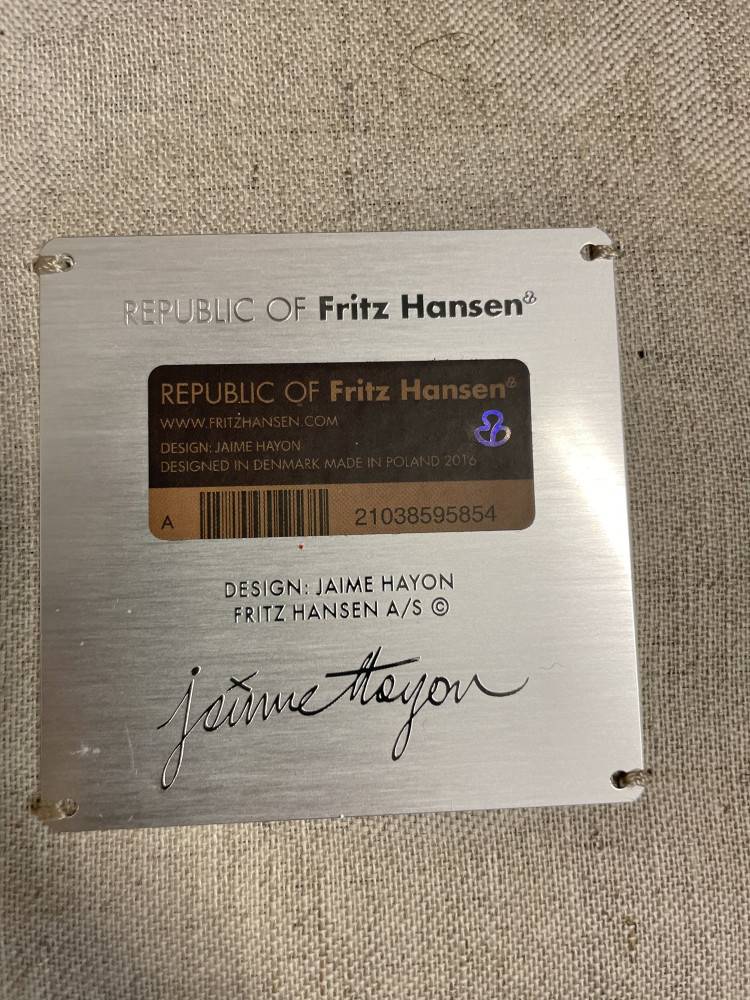 REPUBLIC OF Fritz Hansen
REPUBLIC OF Fritz Hansen
WWW.FRITZHANSEN.COM
DESIGN: JAIME HAYON
DESIGNED IN DENMARK MADE IN POLAND 2016
A 21038595854
DESIGN: JAIME HAYON
FRITZ HANSEN A/S ©
jaime Hayon